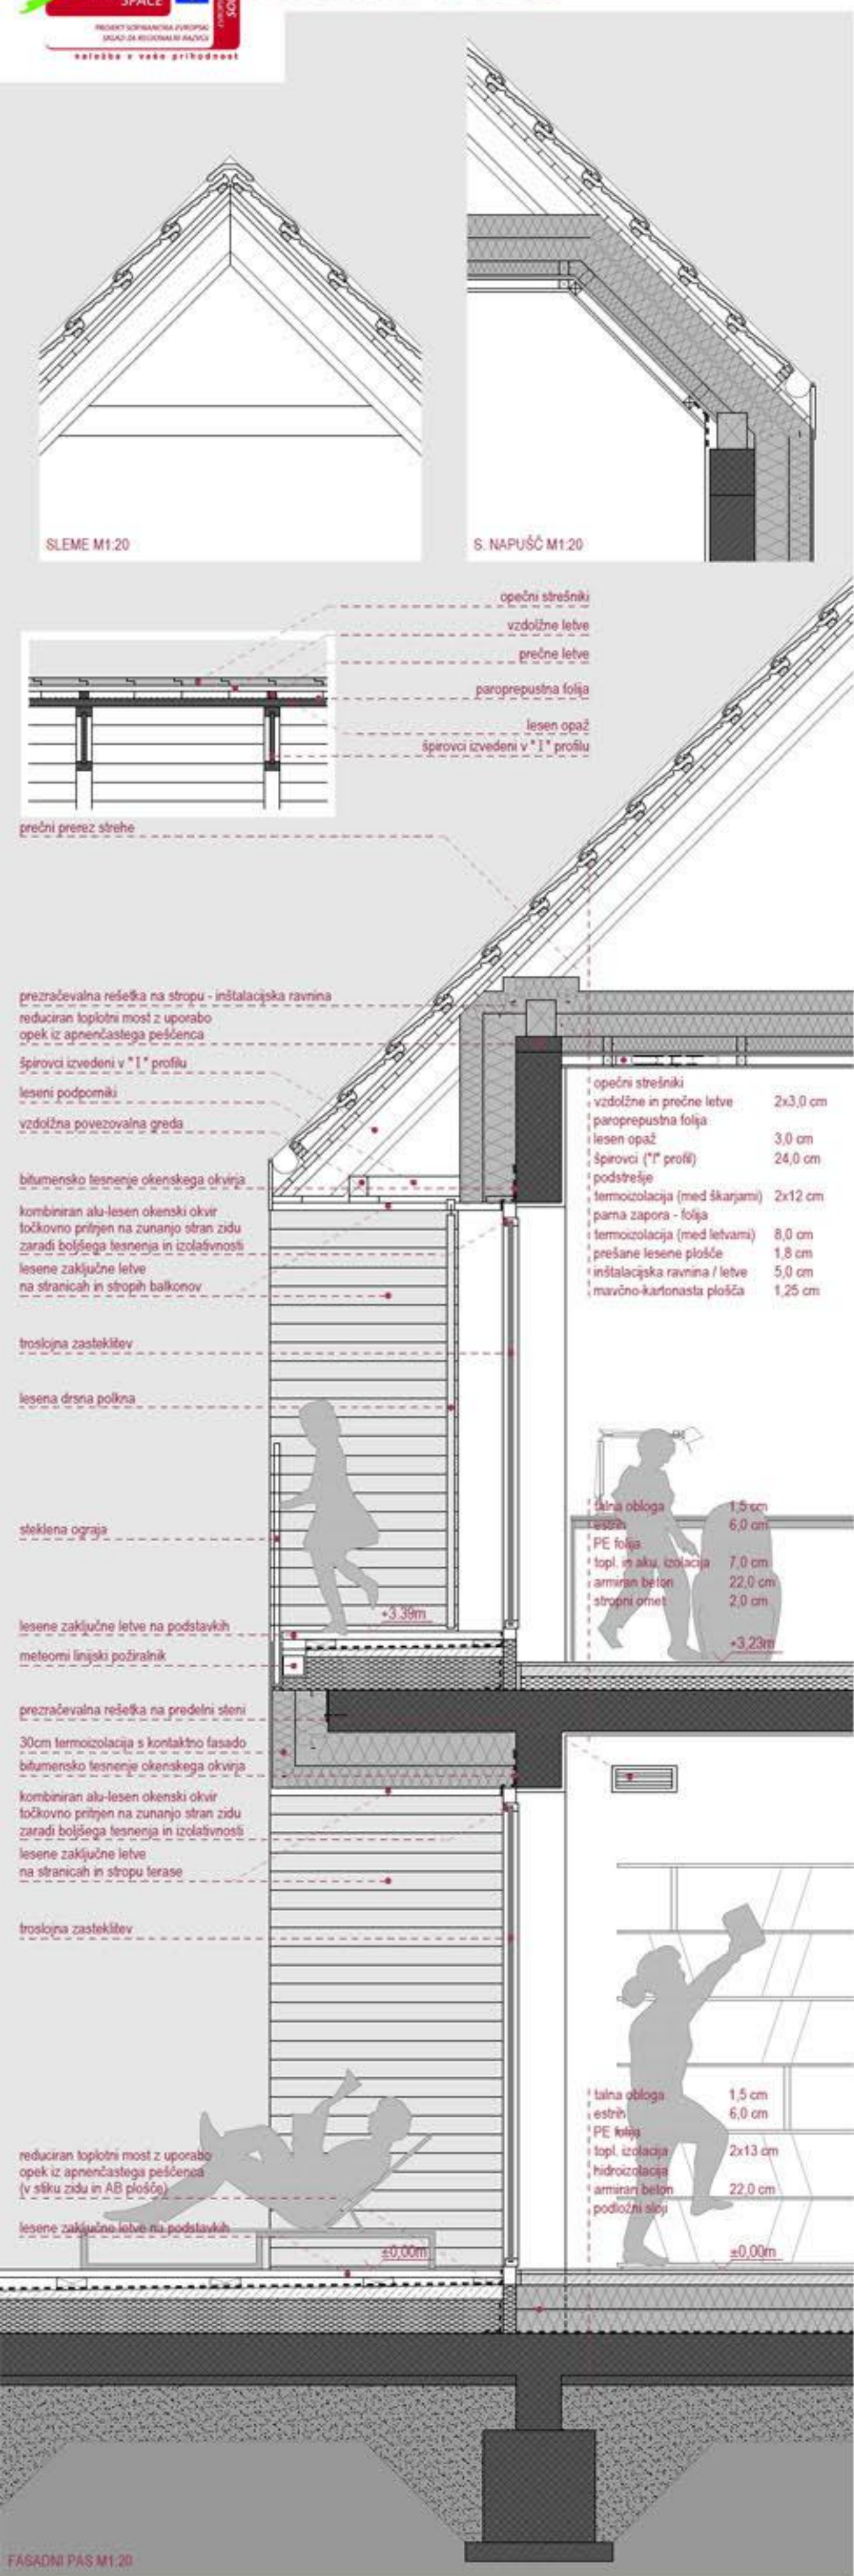 SPACE
PROJEKT SOFINANCIRA EVROPSKI
SKLAD ZA REGIONALNI RAZVOJ
naložba v vašo prihodnost
SLEME M1:20
S. NAPUŠČ M1:20
opečni strešniki
vzdolžne letve
prečne letve
paroprepustna folija
lesen opaž
špirovci izvedeni v " I " profilu
prečni prerez strehe
prezračevalna rešetka na stropu - inštalacijska ravnina
reduciran toplotni most z uporabo
opek iz apnenčastega peščenca
špirovci izvedeni v " I " profilu
leseni podporniki
vzdolžna povezovalna greda
bitumensko tesnenje okenskega okvirja
kombiniran alu-lesen okenski okvir
točkovno pritrjen na zunanjo stran zidu
zaradi boljšega tesnenja in izolativnosti
lesene zaključne letve
na stranicah in stropih balkonov
troslojna zasteklitev
lesena drsna polkna
steklena ograja
lesene zaključne letve na podstavkih
meteorni linijski požiralnik
prezračevalna rešetka na predelni steni
30cm termoizolacija s kontaktno fasado
bitumensko tesnenje okenskega okvirja
kombiniran alu-lesen okenski okvir
točkovno pritrjen na zunanjo stran zidu
zaradi boljšega tesnenja in izolativnosti
lesene zaključne letve
na stranicah in stropu terase
troslojna zasteklitev
reduciran toplotni most z uporabo
opek iz apnenčastega peščenca
(v stiku zidu in AB plošče)
lesene zaključne letve na podstavkih
opečni strešniki
vzdolžne in prečne letve 2x3,0 cm
paroprepustna folija
lesen opaž 3,0 cm
špirovci ("I" profil) 24,0 cm
podstrešje
termoizolacija (med škarjami) 2x12 cm
parna zapora - folija
termoizolacija (med letvami) 8,0 cm
prešane lesene plošče 1,8 cm
inštalacijska ravnina / letve 5,0 cm
mavčno-kartonasta plošča 1,25 cm
talna obloga 1,5 cm
estrih 6,0 cm
PE folija
topl. in aku. izolacija 7,0 cm
armiran beton 22,0 cm
stropni omet 2,0 cm
+3,39m
+3,23m
talna obloga 1,5 cm
estrih 6,0 cm
PE folija
topl. izolacija 2x13 cm
hidroizolacija
armiran beton 22,0 cm
podložni sloji
±0,00m
±0,00m
FASADNI PAS M1:20